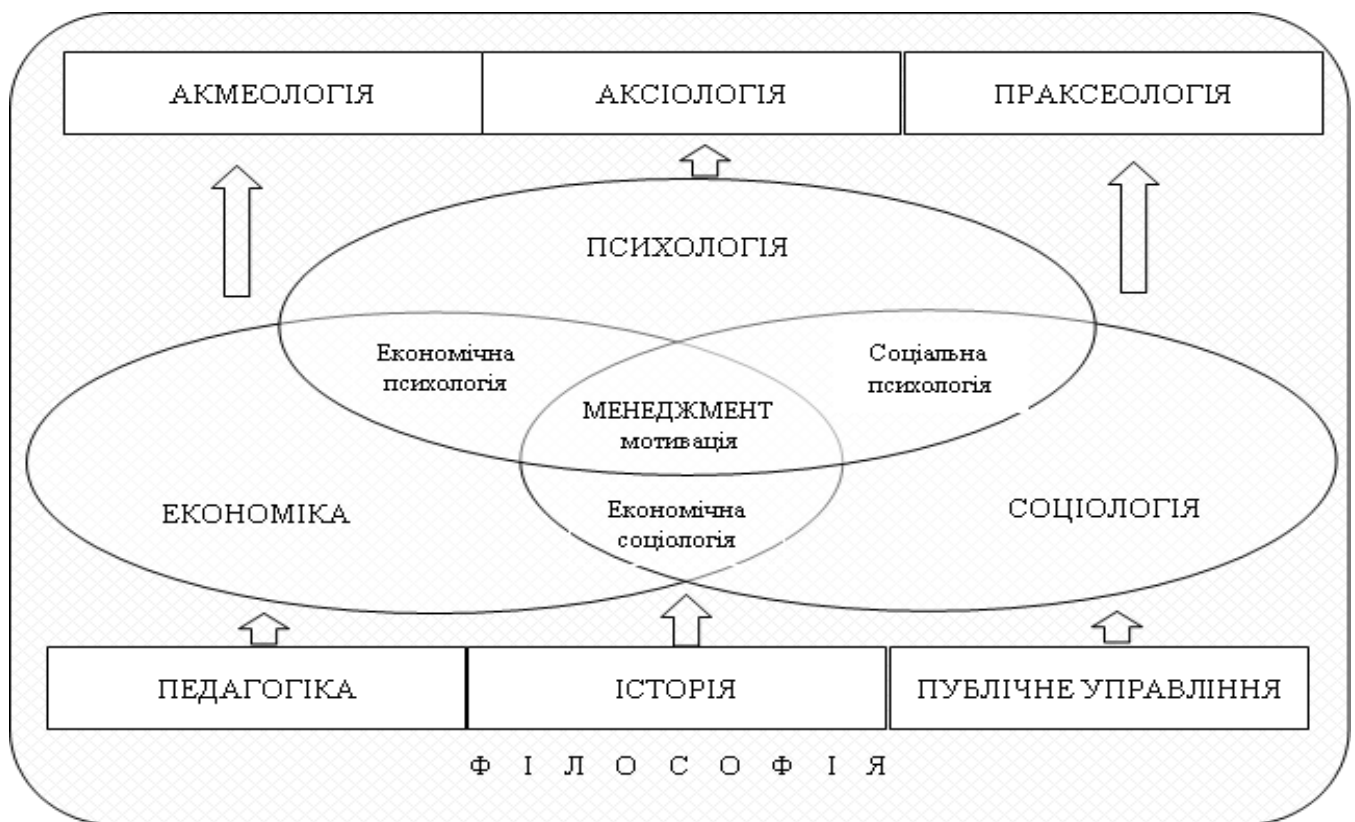 АКМЕОЛОГІЯ
АКСІОЛОГІЯ
ПРАКСЕОЛОГІЯ
ПСИХОЛОГІЯ
Економічна
психологія
Соціальна
психологія
МЕНЕДЖМЕНТ
мотивація
ЕКОНОМІКА
Економічна
соціологія
СОЦІОЛОГІЯ
ПЕДАГОГІКА
ІСТОРІЯ
ПУБЛІЧНЕ УПРАВЛІННЯ
Ф І Л О С О Ф І Я